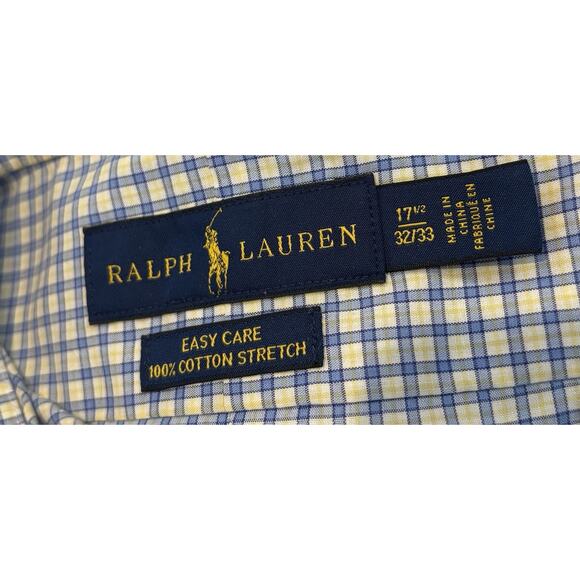 RALPH LAUREN
17 1/2
32/33
MADE IN
CHINA
FABRIQUÉ EN
CHINE
EASY CARE
100% COTTON STRETCH